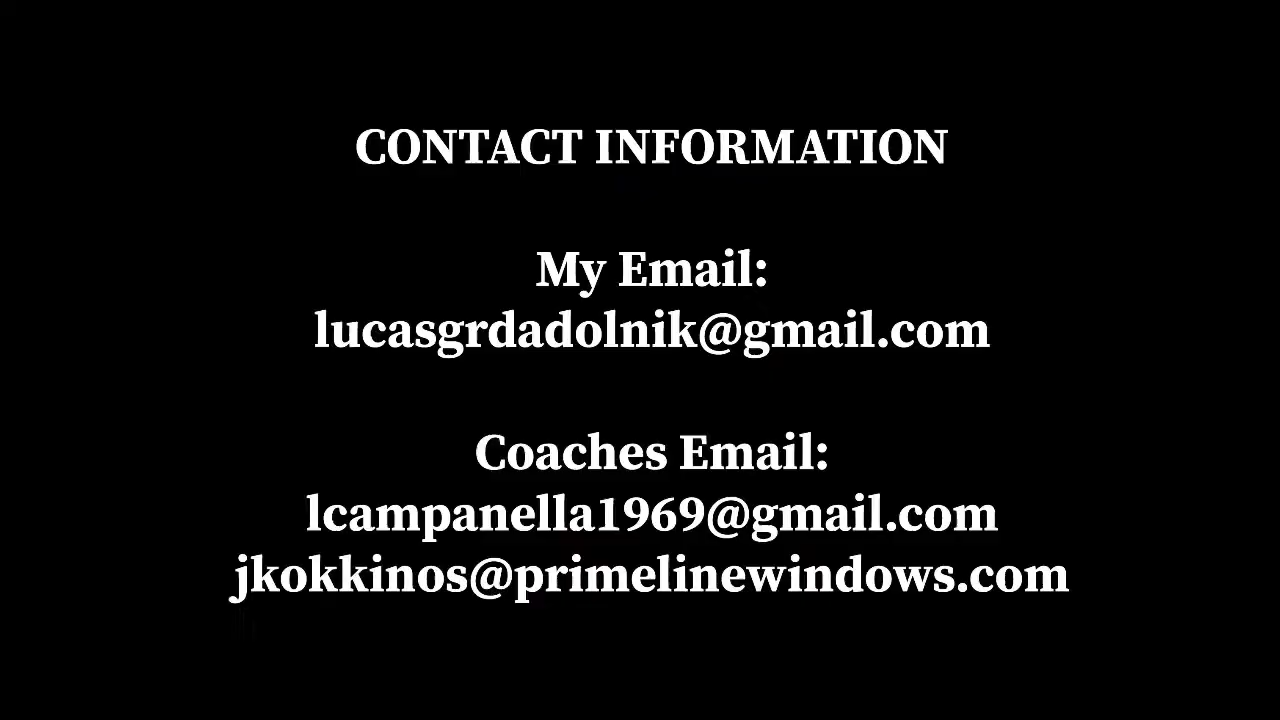 CONTACT INFORMATION
My Email:
lucasgrdadolnik@gmail.com
Coaches Email:
lcampanella1969@gmail.com
jkokkinos@primelinewindows.com